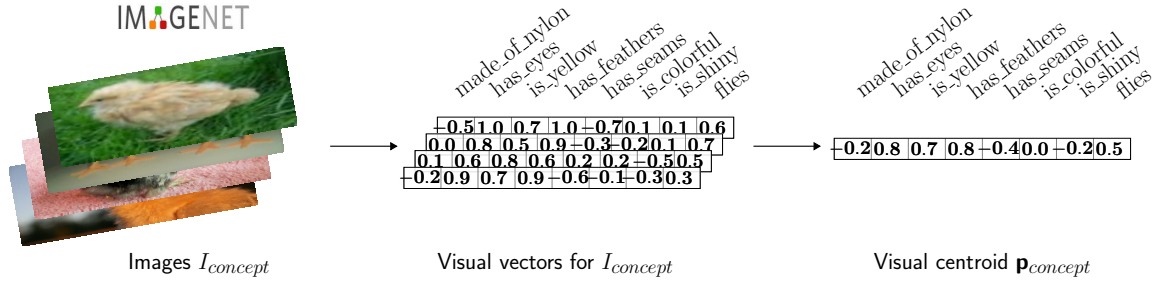 IMAGENET
made_of_nylon
has_eyes
is_yellow
has_feathers
has_seams
is_colorful
is_shiny
flies
−0.5 1.0 0.7 1.0 −0.7 0.1 0.1 0.6
0.0 0.8 0.5 0.9 −0.3 −0.2 0.1 0.7
0.1 0.6 0.8 0.6 0.2 0.2 −0.5 0.5
−0.2 0.9 0.7 0.9 −0.6 −0.1 −0.3 0.3
made_of_nylon
has_eyes
is_yellow
has_feathers
has_seams
is_colorful
is_shiny
flies
−0.2 0.8 0.7 0.8 −0.4 0.0 −0.2 0.5
Images I_concept
Visual vectors for I_concept
Visual centroid p_concept